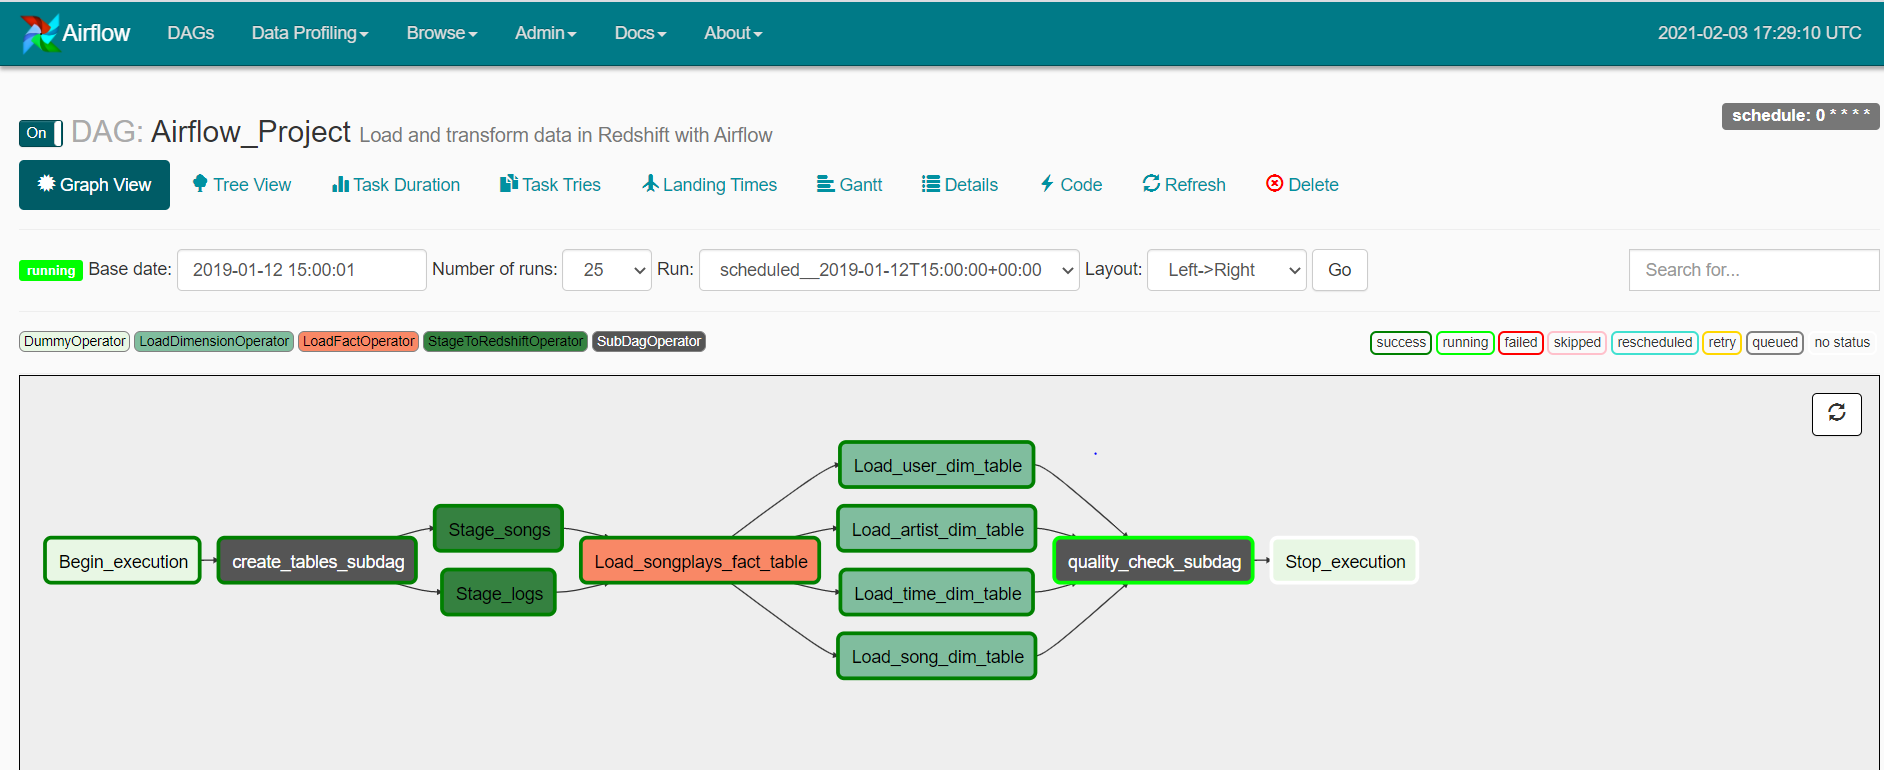 Airflow DAGs Data Profiling Browse Admin Docs About 2021-02-03 17:29:10 UTC
schedule: 0 * * * *
On DAG: Airflow_Project Load and transform data in Redshift with Airflow
Graph View Tree View Task Duration Task Tries Landing Times Gantt Details Code Refresh Delete
running Base date: 2019-01-12 15:00:01 Number of runs: 25 Run: scheduled__2019-01-12T15:00:00+00:00 Layout: Left->Right Go Search for...
DummyOperator LoadDimensionOperator LoadFactOperator StageToRedshiftOperator SubDagOperator success running failed skipped rescheduled retry queued no status
Load_user_dim_table
Stage_songs Load_artist_dim_table
Begin_execution create_tables_subdag Load_songplays_fact_table quality_check_subdag Stop_execution
Stage_logs Load_time_dim_table
Load_song_dim_table